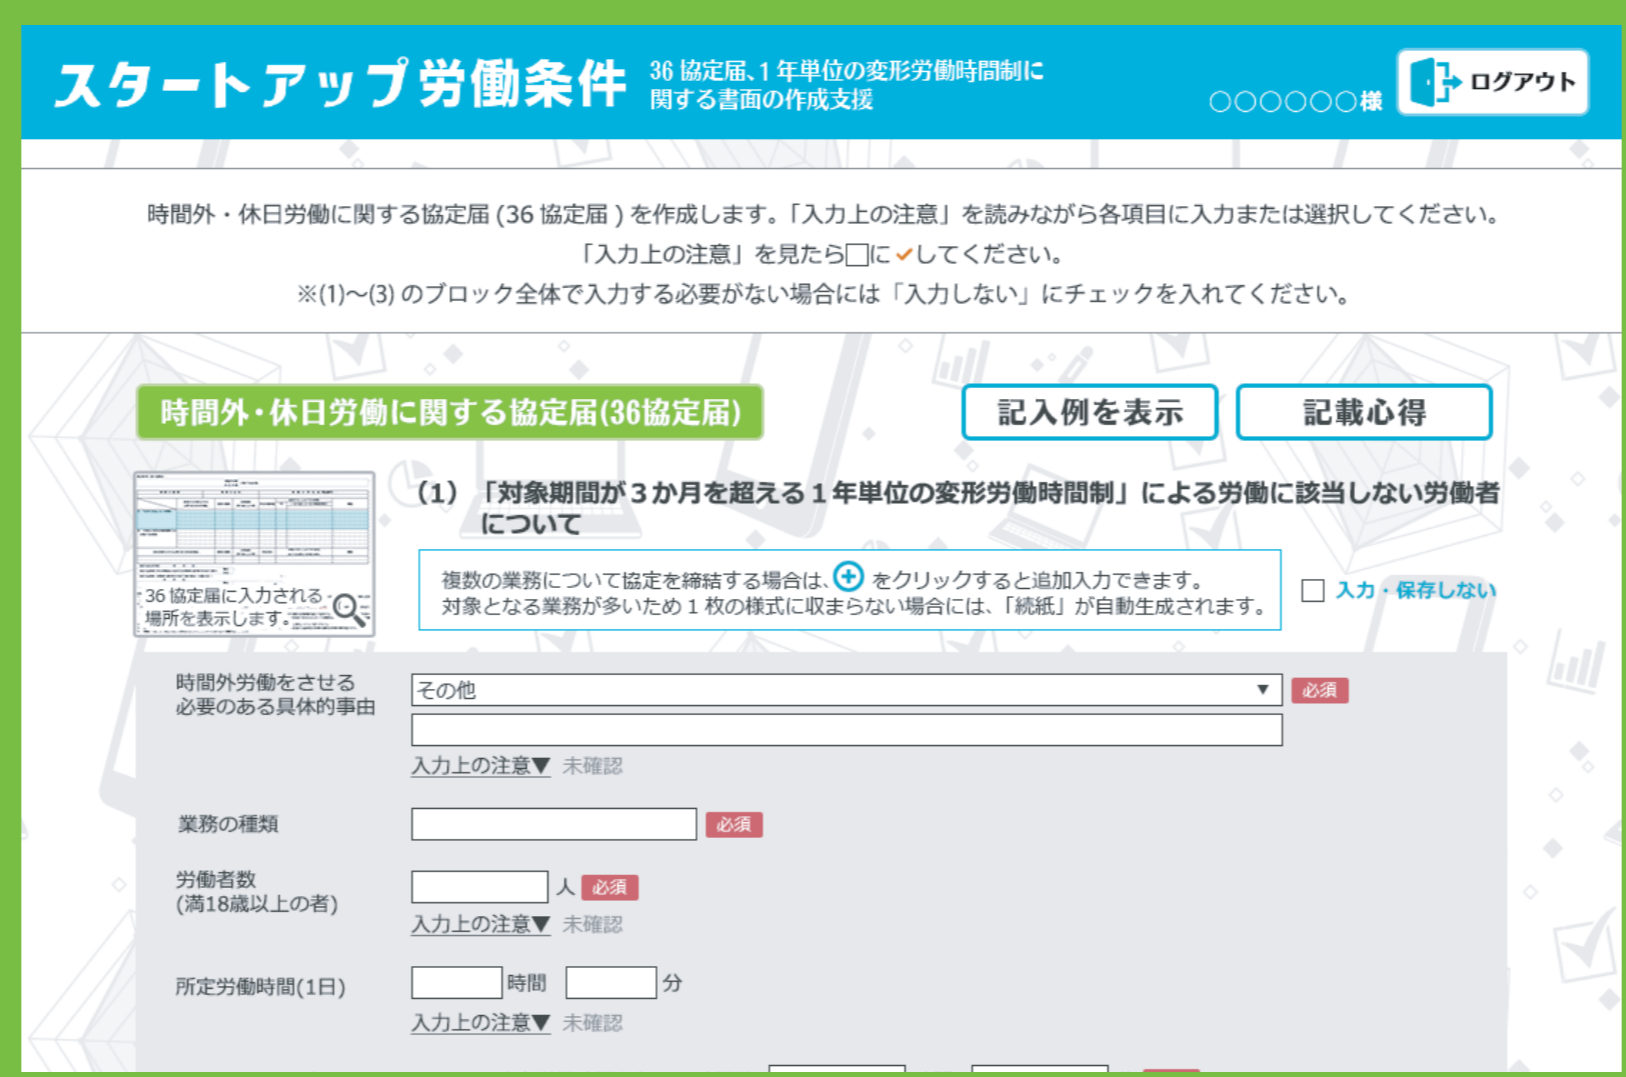 スタートアップ労働条件
36 協定届、1 年単位の変形労働時間制に
関する書面の作成支援
○○○○○○様
ログアウト
時間外・休日労働に関する協定届 (36 協定届 ) を作成します。「入力上の注意」を読みながら各項目に入力または選択してください。
「入力上の注意」を見たら□に✓してください。
※(1)～(3) のブロック全体で入力する必要がない場合には「入力しない」にチェックを入れてください。
時間外・休日労働に関する協定届(36協定届)
記入例を表示
記載心得
36 協定届に入力される
場所を表示します。
(1) 「対象期間が３か月を超える１年単位の変形労働時間制」による労働に該当しない労働者
について
複数の業務について協定を締結する場合は、⊕ をクリックすると追加入力できます。
対象となる業務が多いため 1 枚の様式に収まらない場合には、「続紙」が自動生成されます。
入力・保存しない
時間外労働をさせる
必要のある具体的事由
その他 ▼
必須
入力上の注意▼ 未確認
業務の種類
必須
労働者数
(満18歳以上の者)
人 必須
入力上の注意▼ 未確認
所定労働時間(1日)
時間 分
入力上の注意▼ 未確認